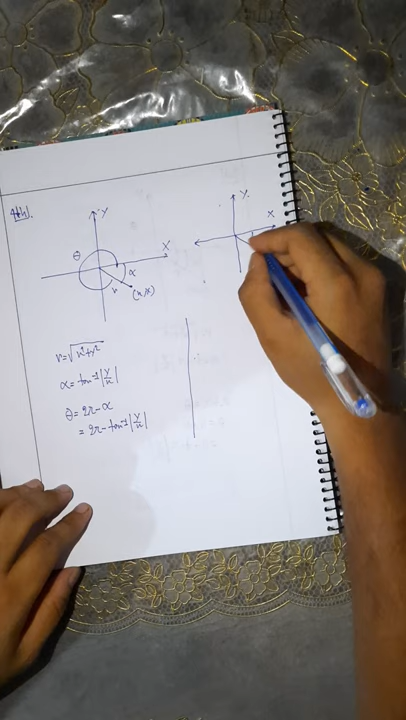 4th).
Y
θ
X
α
r
(x,y)
Y
X
r=√x²+y²
α=tan⁻¹|y/x|
θ=2π-α
=2π-tan⁻¹|y/x|